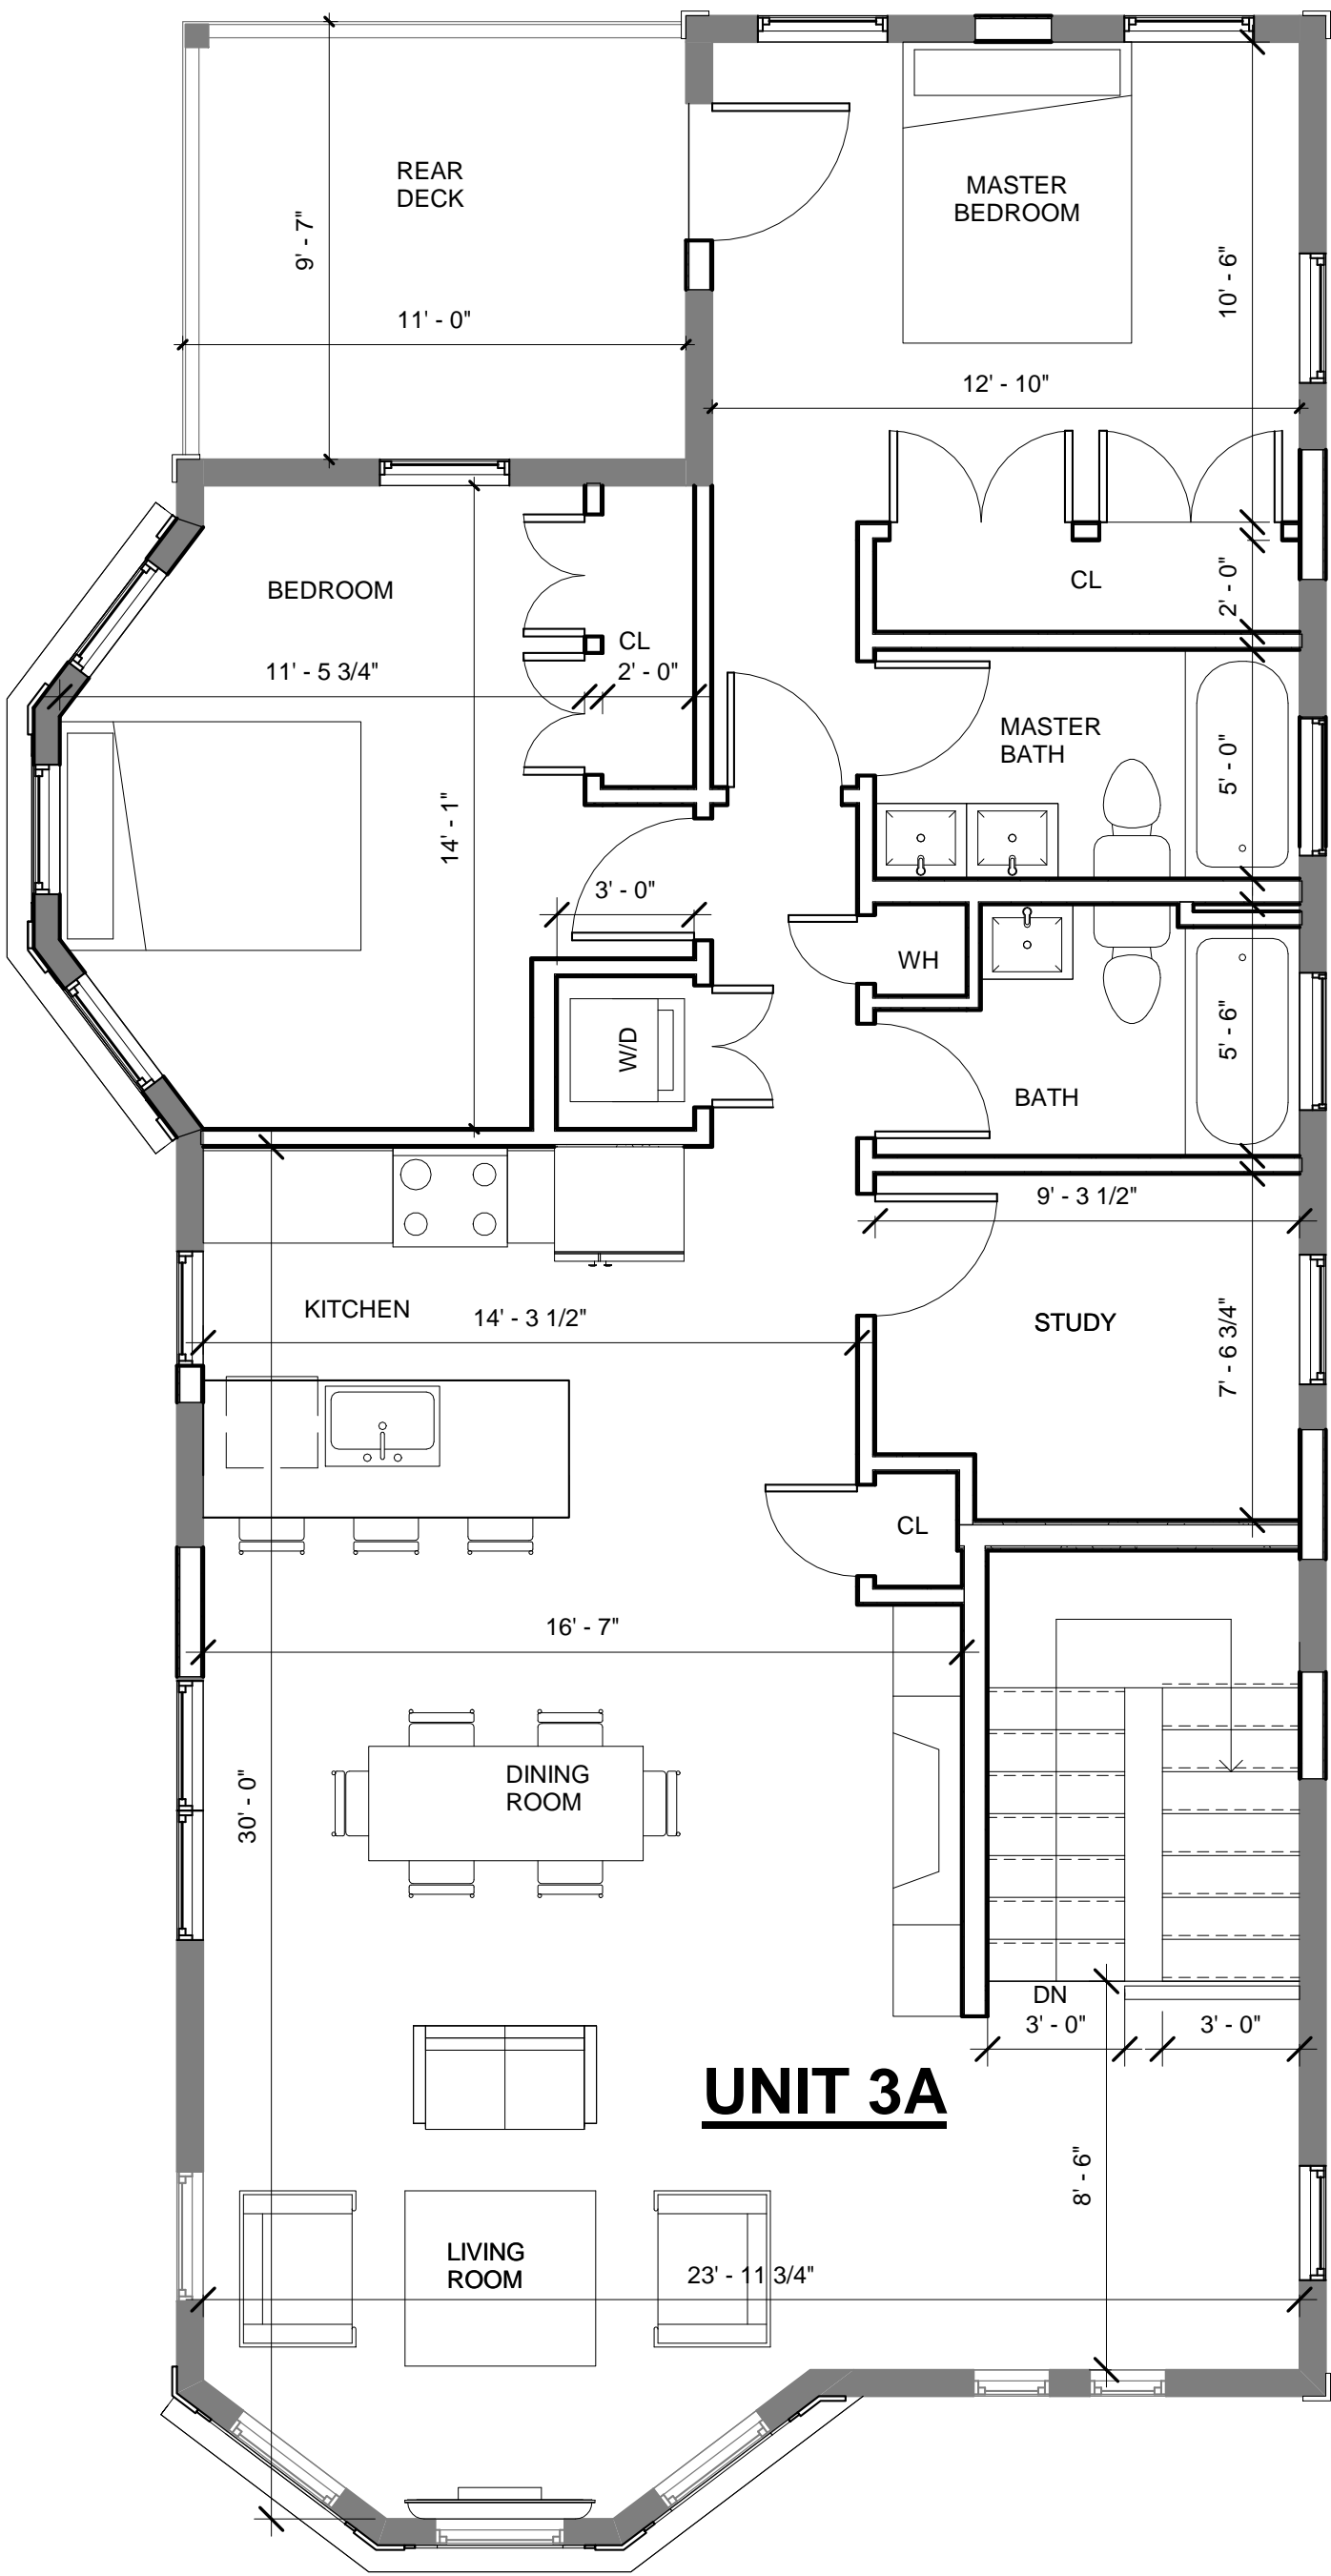 REAR
DECK
9' - 7"
11' - 0"
MASTER
BEDROOM
10' - 6"
12' - 10"
BEDROOM
CL
2' - 0"
CL
11' - 5 3/4"
2' - 0"
MASTER
BATH
5' - 0"
14' - 1"
3' - 0"
WH
W/D
5' - 6"
BATH
9' - 3 1/2"
KITCHEN
14' - 3 1/2"
STUDY
7' - 6 3/4"
CL
16' - 7"
30' - 0"
DINING
ROOM
DN
3' - 0"
3' - 0"
UNIT 3A
8' - 6"
LIVING
ROOM
23' - 11 3/4"